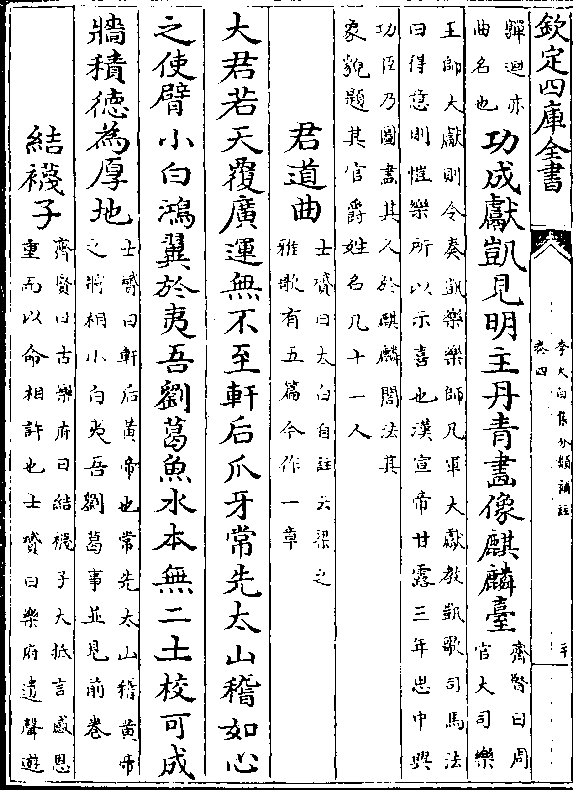 欽定四庫全書
李太白集分類補註
卷四
驒迴亦
曲名也
功成獻凱見明主丹青畫像麒麟臺
齊賢曰周
官大司樂
王師大獻則令奏凱樂樂師凡軍大獻教凱歌司馬法
曰得意則愷樂所以示喜也漢宣帝甘露三年思中興
功臣乃圖畫其人於麒麟閣法其
象貌題其官爵姓名凡十一人
君道曲
士贇曰太白自註云梁之
雅歌有五篇今作一章
大君若天覆廣運無不至軒后爪牙常先太山稽如心
之使臂小白鴻翼於夷吾劉葛魚水本無二土校可成
牆積德為厚地
士贇曰軒后黃帝也常先太山稽黃帝
之將相小白夷吾劉葛事並見前卷
結襪子
齊賢曰古樂府曰結襪子大抵言感恩
重而以命相許也士贇曰樂府遺聲遊